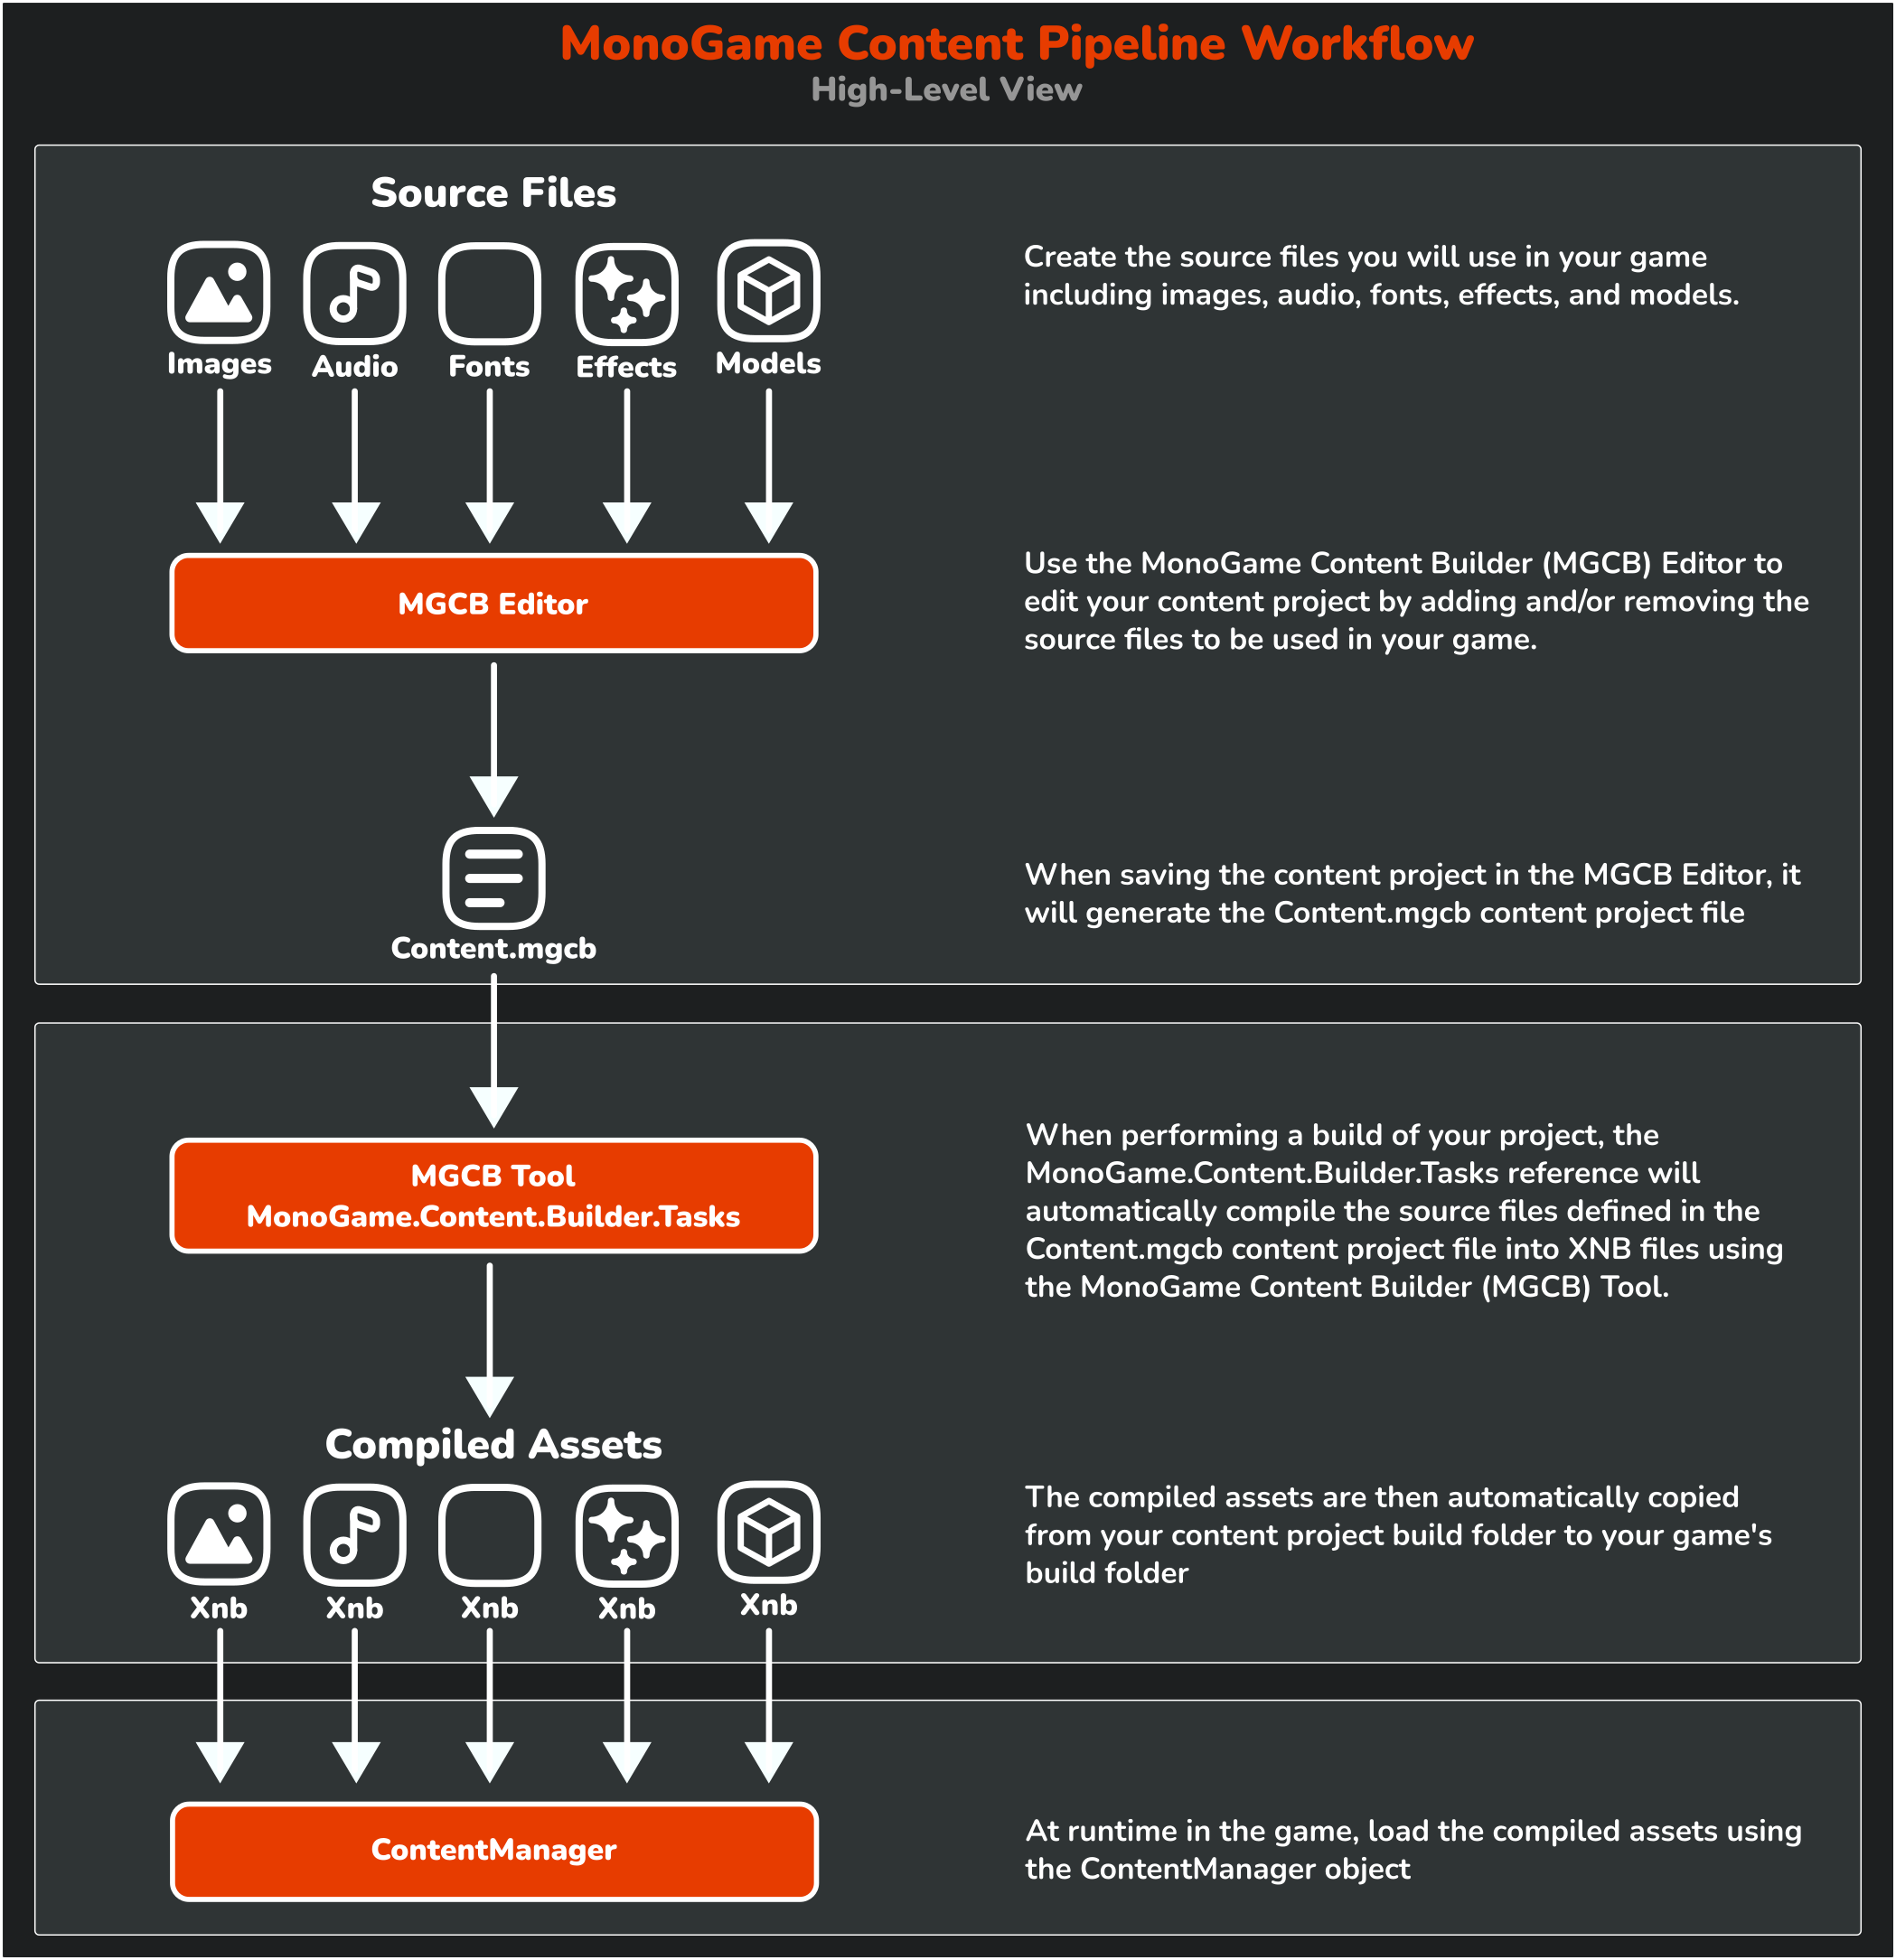 MonoGame Content Pipeline Workflow
High-Level View
Source Files
Images
Audio
Fonts
Effects
Models
Create the source files you will use in your game
including images, audio, fonts, effects, and models.
MGCB Editor
Use the MonoGame Content Builder (MGCB) Editor to
edit your content project by adding and/or removing the
source files to be used in your game.
Content.mgcb
When saving the content project in the MGCB Editor, it
will generate the Content.mgcb content project file
MGCB Tool
MonoGame.Content.Builder.Tasks
When performing a build of your project, the
MonoGame.Content.Builder.Tasks reference will
automatically compile the source files defined in the
Content.mgcb content project file into XNB files using
the MonoGame Content Builder (MGCB) Tool.
Compiled Assets
Xnb
Xnb
Xnb
Xnb
Xnb
The compiled assets are then automatically copied
from your content project build folder to your game's
build folder
ContentManager
At runtime in the game, load the compiled assets using
the ContentManager object